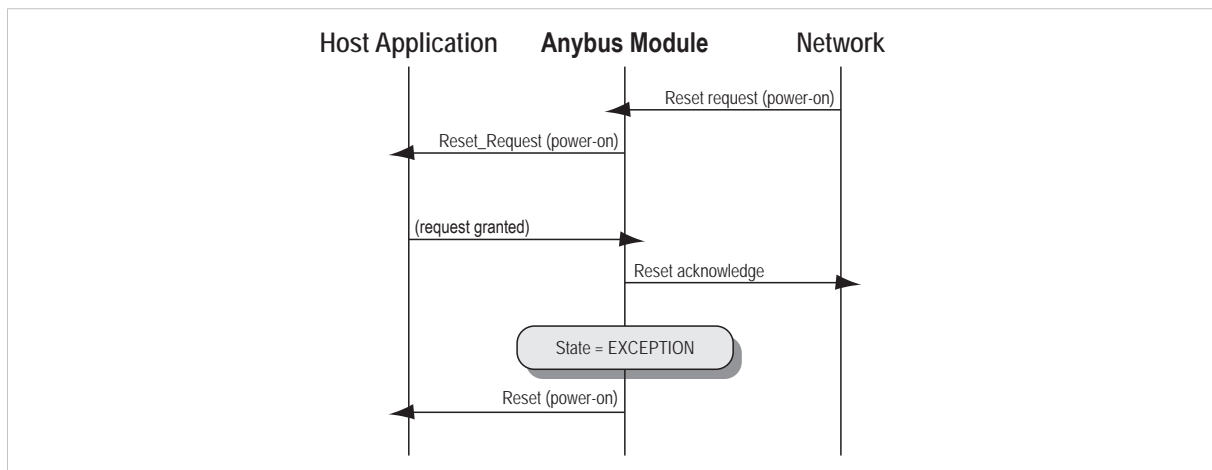 Host Application
Anybus Module
Network
Reset request (power-on)
Reset_Request (power-on)
(request granted)
Reset acknowledge
State = EXCEPTION
Reset (power-on)